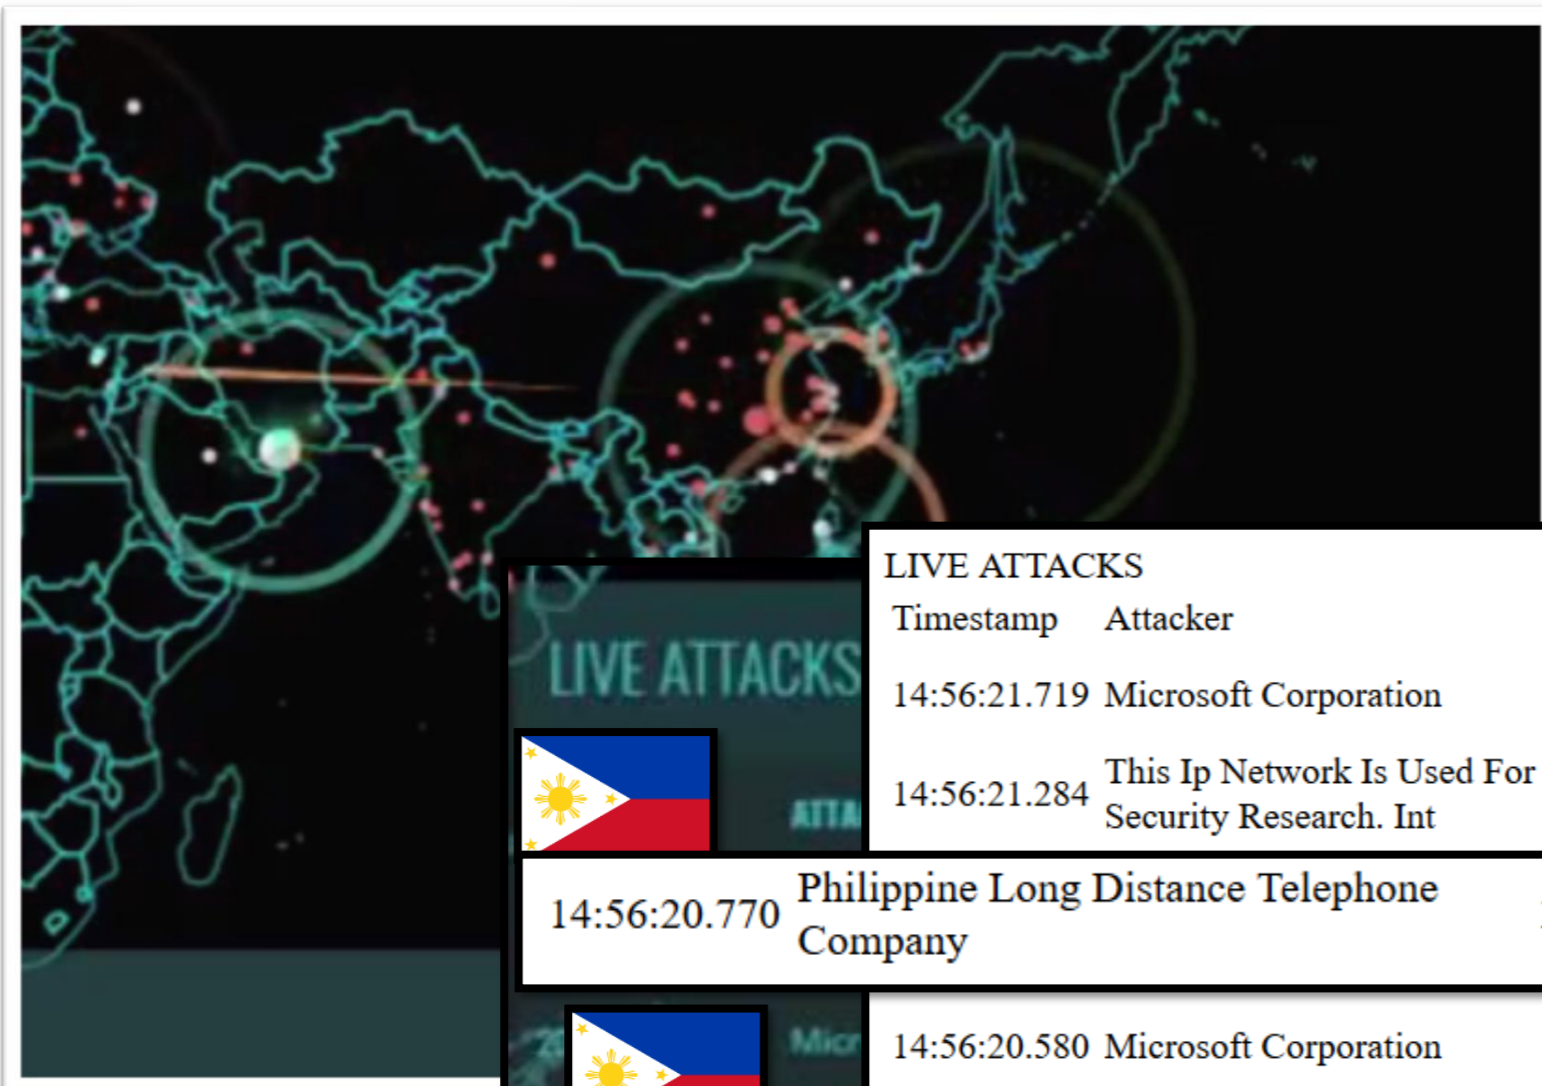 LIVE ATTACKS
LIVE ATTACKS
Timestamp Attacker
14:56:21.719 Microsoft Corporation
14:56:21.284 This Ip Network Is Used For
Security Research. Int
ATTA
14:56:20.770 Philippine Long Distance Telephone
Company
Micr
14:56:20.580 Microsoft Corporation